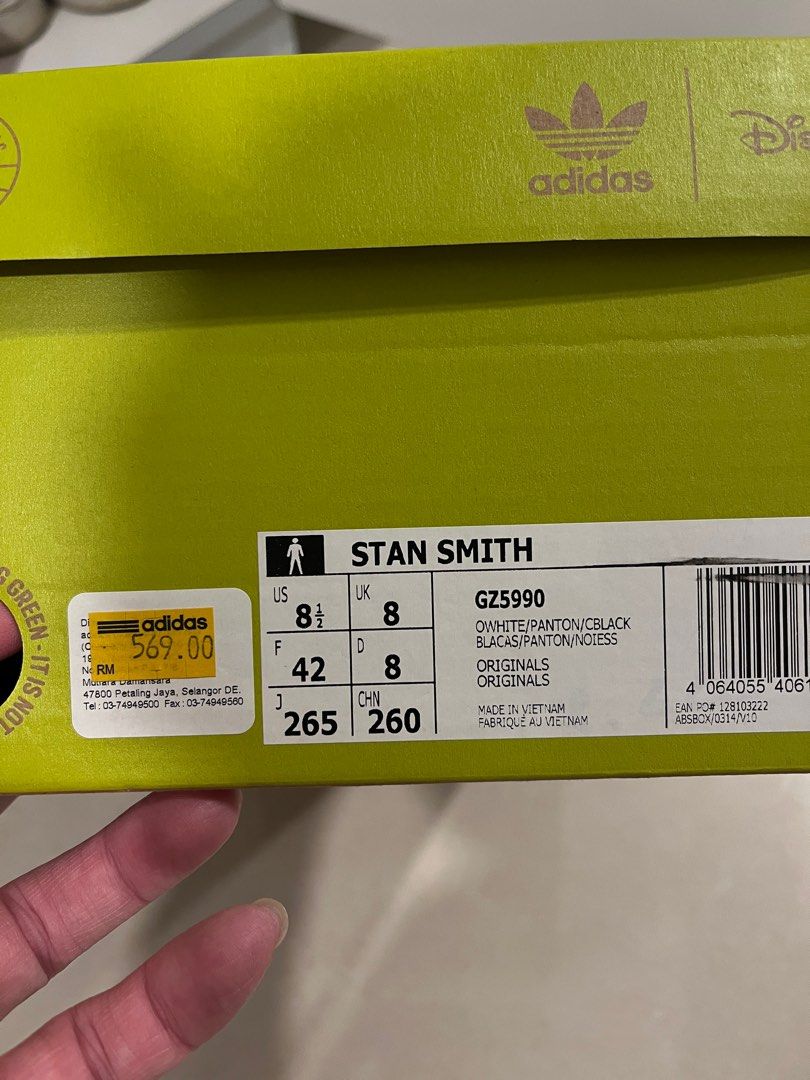 adidas
G GREEN - IT IS NOT
adidas
569.00
RM
Mutiara Damansara
47800 Petaling Jaya, Selangor DE.
Tel : 03-74949500 Fax : 03-74949560
STAN SMITH
US 8½
UK 8
F 42
D 8
J 265
CHN 260
GZ5990
OWHITE/PANTON/CBLACK
BLACAS/PANTON/NOIESS
ORIGINALS
ORIGINALS
MADE IN VIETNAM
FABRIQUÉ AU VIETNAM
4 064055 4061
EAN PO# 128103222
ABSBOX/0314/V10